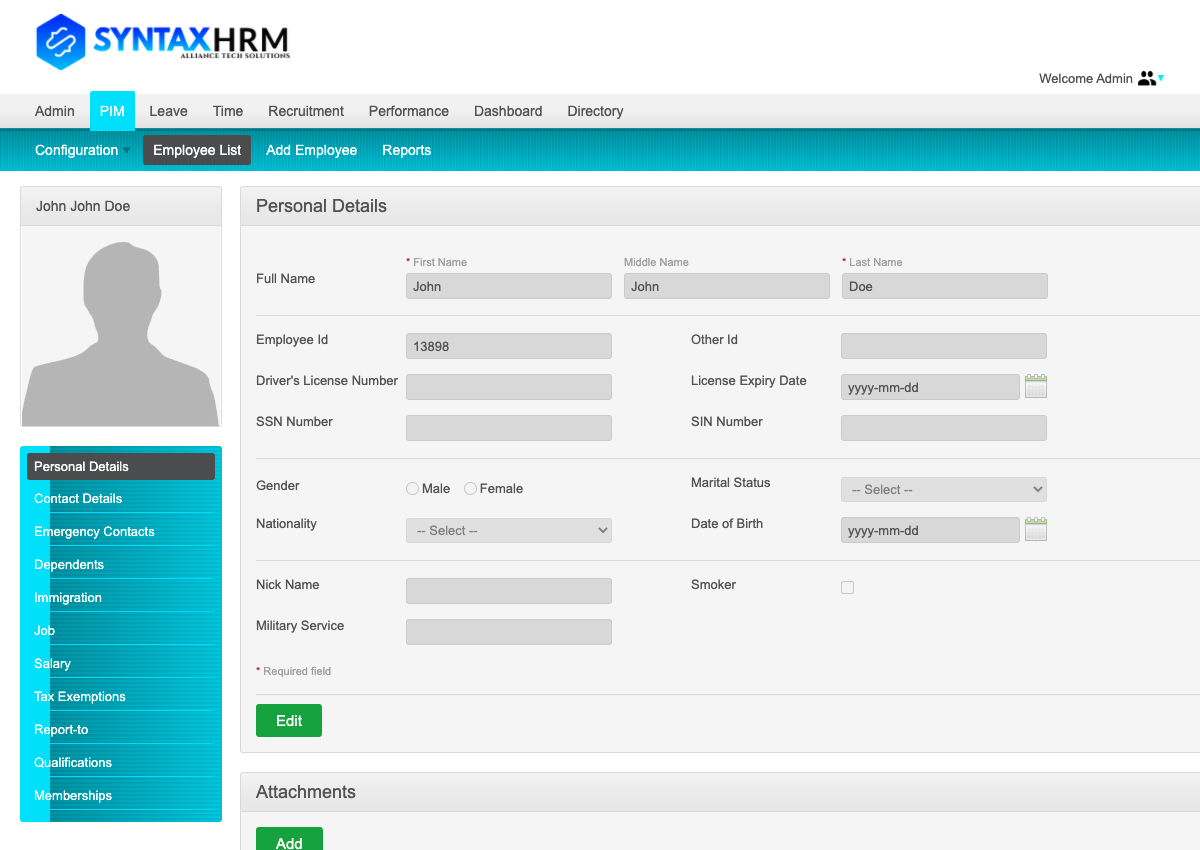 SYNTAXHRM
ALLIANCE TECH SOLUTIONS
Welcome Admin
Admin PIM Leave Time Recruitment Performance Dashboard Directory
Configuration Employee List Add Employee Reports
John John Doe
Personal Details
Contact Details
Emergency Contacts
Dependents
Immigration
Job
Salary
Tax Exemptions
Report-to
Qualifications
Memberships
Personal Details
* First Name Middle Name * Last Name
Full Name John John Doe
Employee Id 13898 Other Id
Driver's License Number License Expiry Date yyyy-mm-dd
SSN Number SIN Number
Gender Male Female Marital Status -- Select --
Nationality -- Select -- Date of Birth yyyy-mm-dd
Nick Name Smoker
Military Service
* Required field
Edit
Attachments
Add